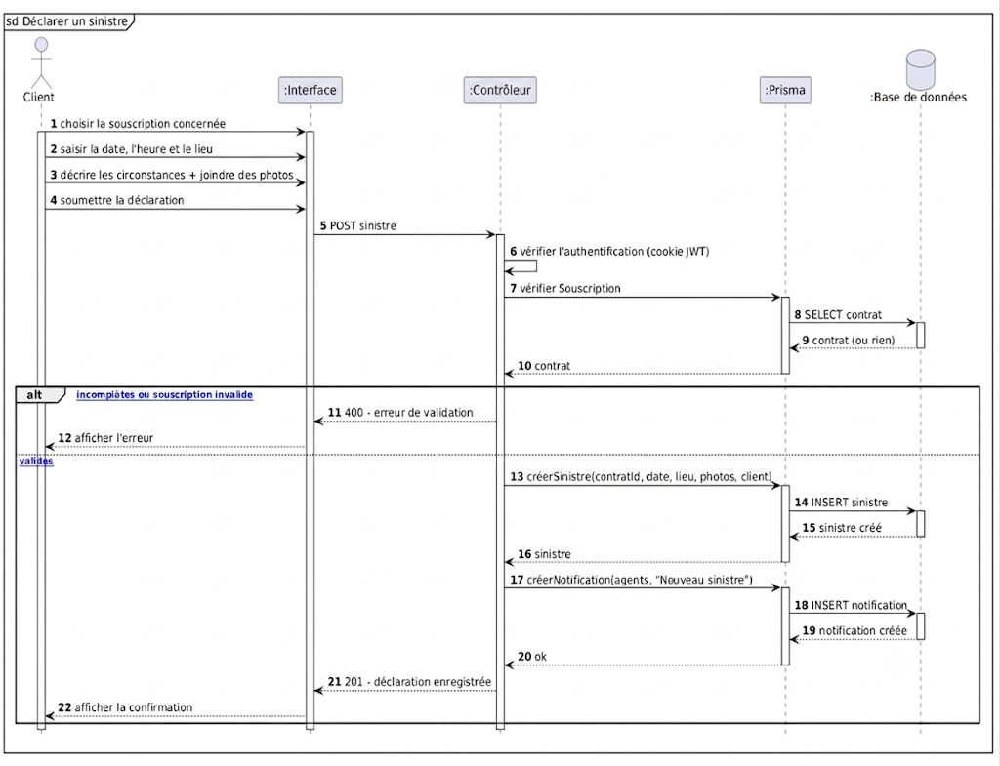 sd Déclarer un sinistre
Client
:Interface
:Contrôleur
:Prisma
:Base de données
1 choisir la souscription concernée
2 saisir la date, l'heure et le lieu
3 décrire les circonstances + joindre des photos
4 soumettre la déclaration
5 POST sinistre
6 vérifier l'authentification (cookie JWT)
7 vérifier Souscription
8 SELECT contrat
9 contrat (ou rien)
10 contrat
alt
incomplètes ou souscription invalide
11 400 - erreur de validation
12 afficher l'erreur
valides
13 créerSinistre(contratId, date, lieu, photos, client)
14 INSERT sinistre
15 sinistre créé
16 sinistre
17 créerNotification(agents, "Nouveau sinistre")
18 INSERT notification
19 notification créée
20 ok
21 201 - déclaration enregistrée
22 afficher la confirmation